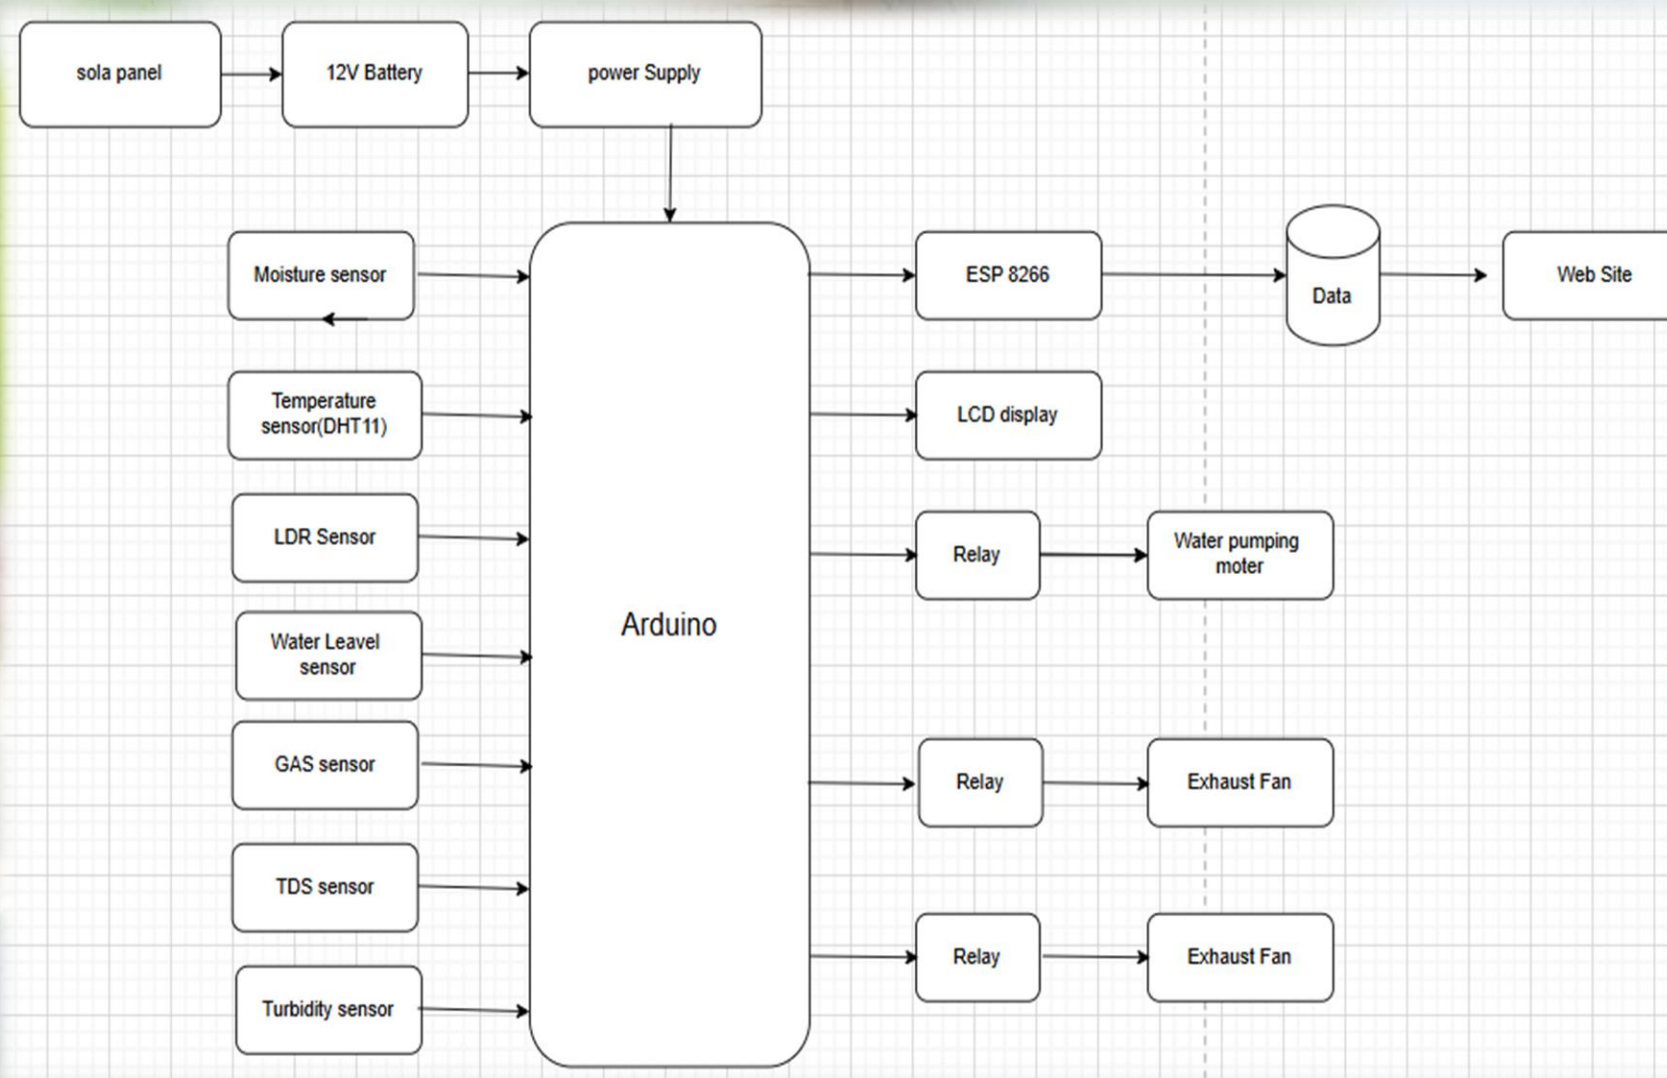 sola panel
12V Battery
power Supply
Moisture sensor
ESP 8266
Data
Web Site
Temperature
sensor(DHT11)
LCD display
LDR Sensor
Relay
Water pumping
moter
Arduino
Water Leavel
sensor
GAS sensor
Relay
Exhaust Fan
TDS sensor
Relay
Exhaust Fan
Turbidity sensor